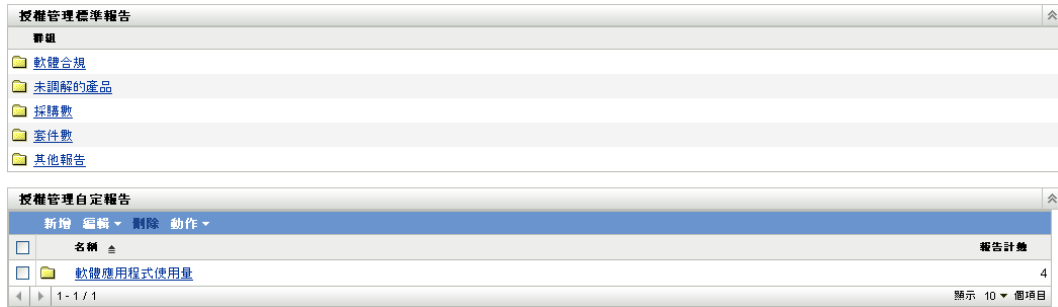 授權管理標準報告
群組
軟體合規
未調解的產品
採購數
套件數
其他報告
授權管理自定報告
新增 編輯 刪除 動作
名稱 報告計數
軟體應用程式使用量 4
1 - 1 / 1 顯示 10 個項目